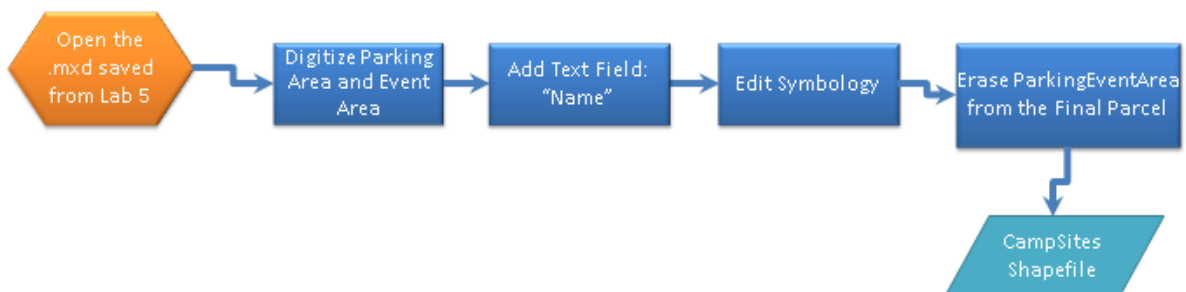 Open the
.mxd saved
from Lab 5
Digitize Parking
Area and Event
Area
Add Text Field:
“Name”
Edit Symbology
Erase ParkingEventArea
from the Final Parcel
CampSites
Shapefile